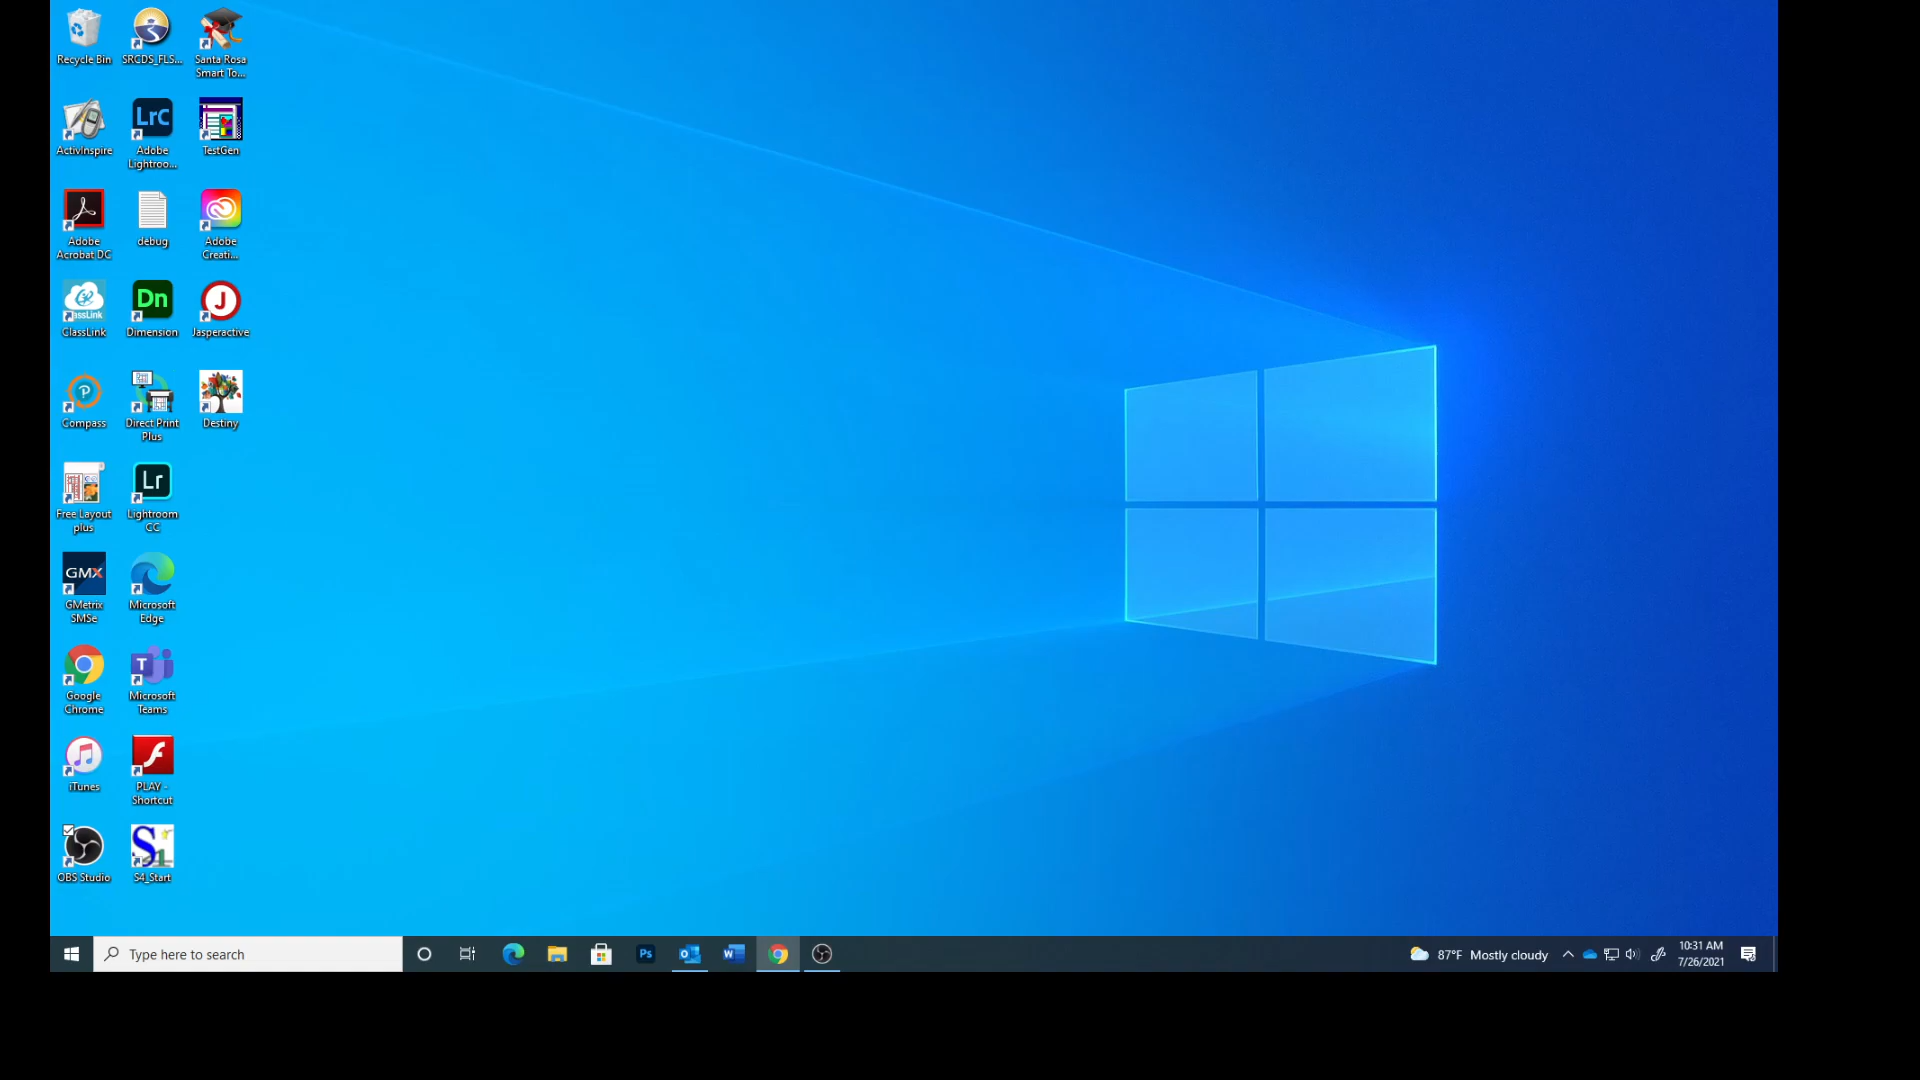 Recycle Bin
SRCDS_FLS...
Santa Rosa
Smart To...
ActivInspire
LrC
Adobe
Lightroo...
TestGen
Adobe
Acrobat DC
debug
Adobe
Creati...
ClassLink
Dn
Dimension
J
Jasperactive
P
Compass
Direct Print
Plus
Destiny
Free Layout
plus
Lr
Lightroom
CC
GMX
GMetrix
SMSe
Microsoft
Edge
Google
Chrome
T
Microsoft
Teams
iTunes
PLAY -
Shortcut
OBS Studio
S4
S4_Start
Type here to search
Ps
O
W
87°F Mostly cloudy
10:31 AM
7/26/2021